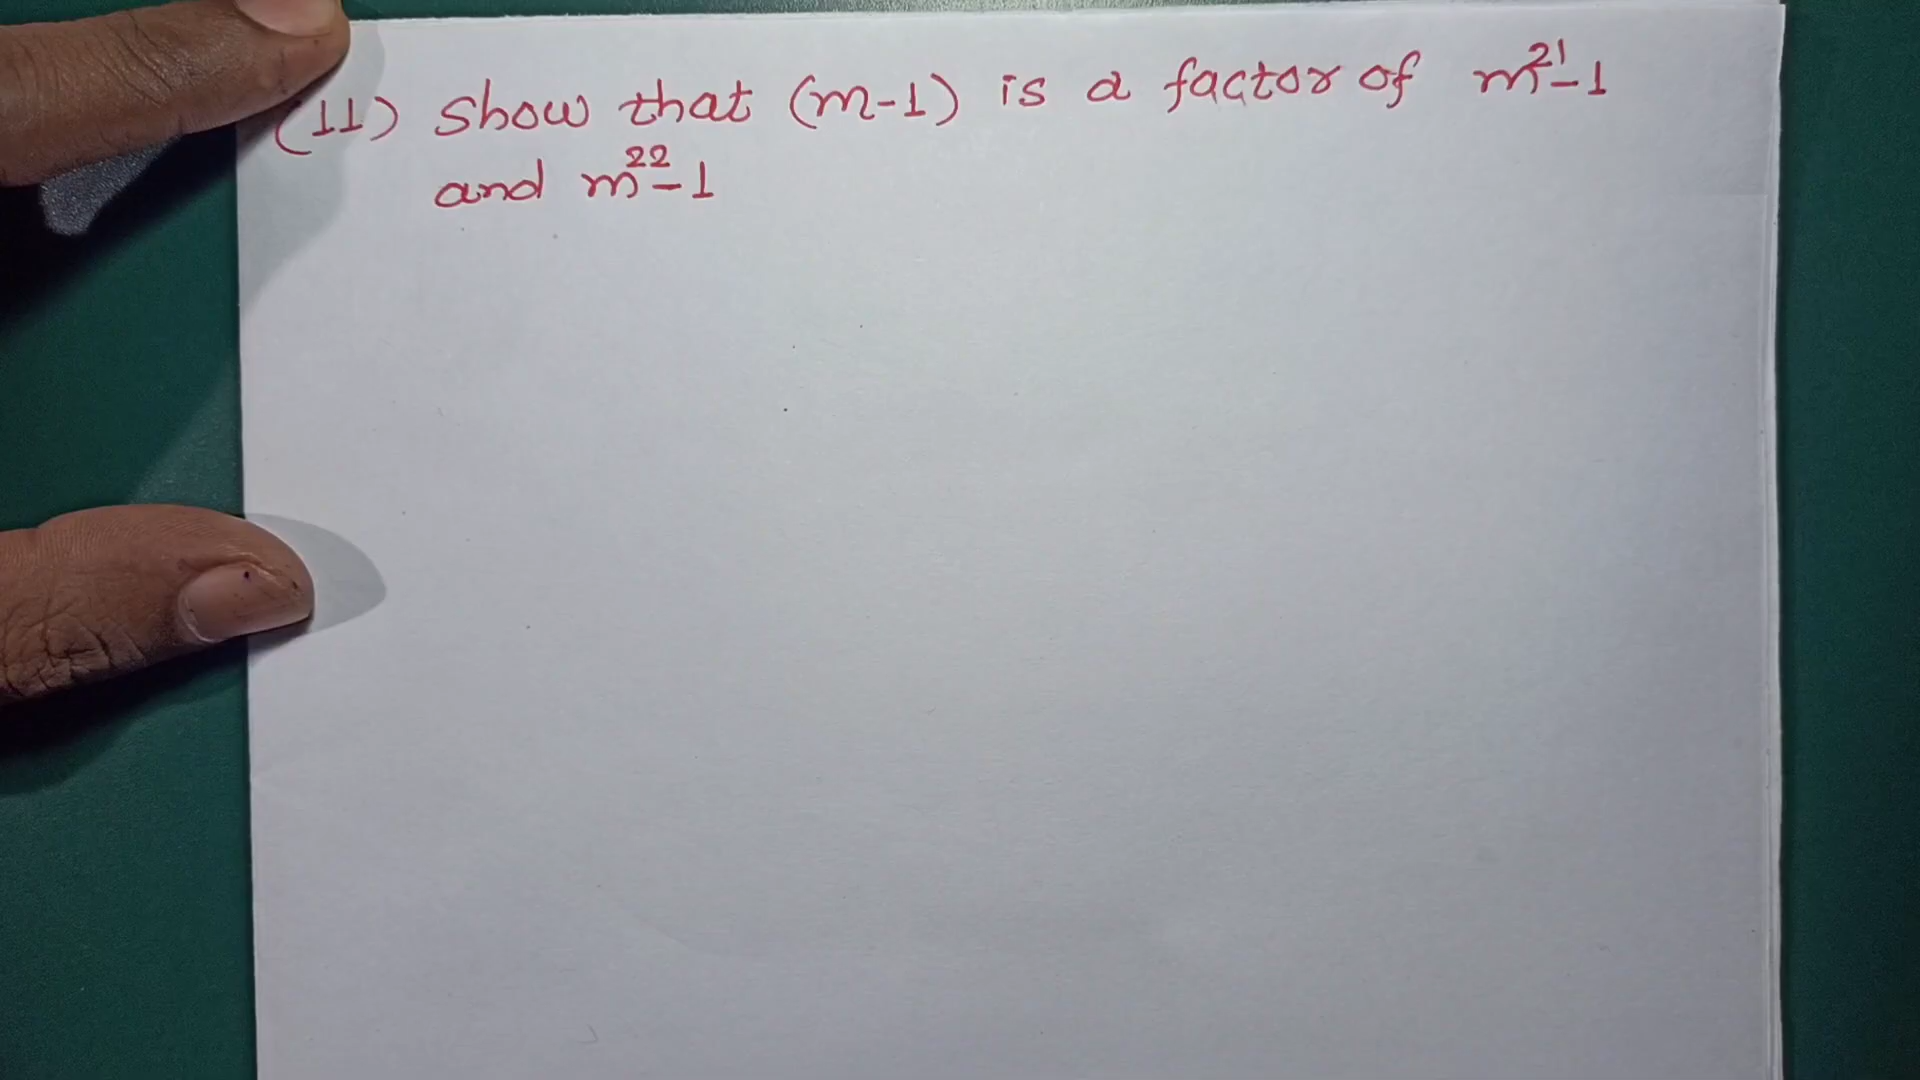 (11) Show that (m-1) is a factor of m²¹-1
and m²²-1